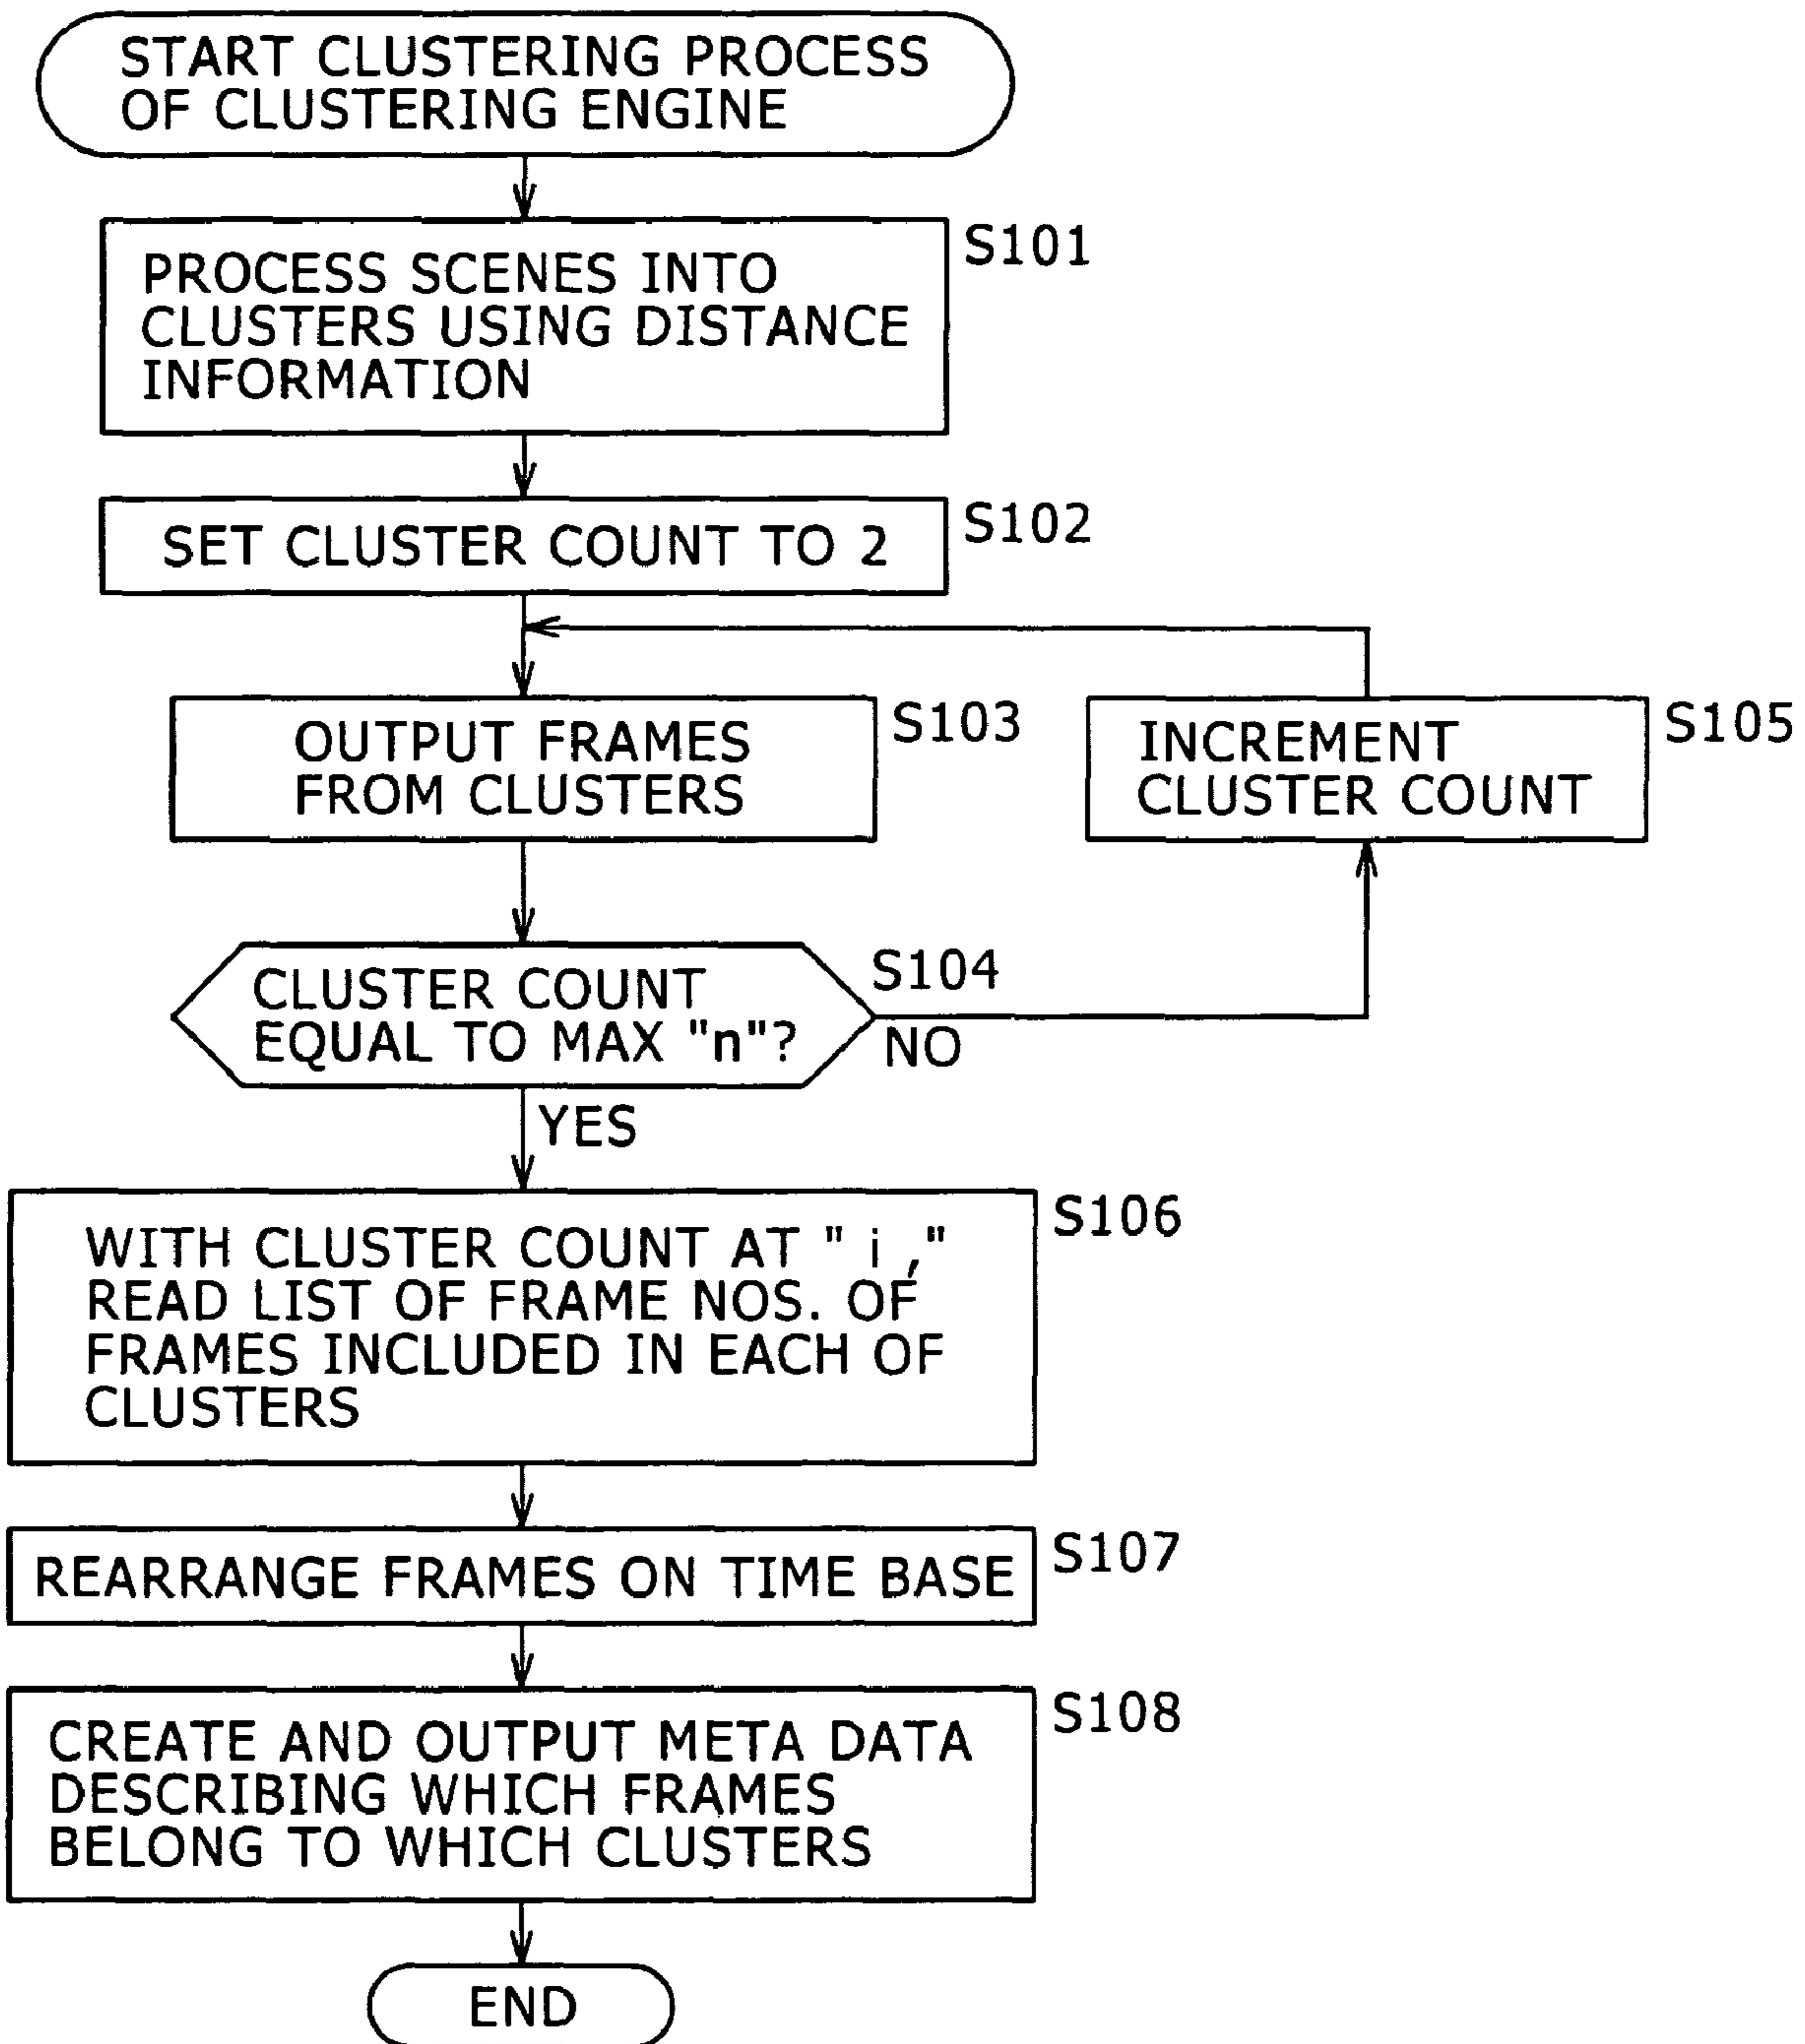 START CLUSTERING PROCESS
OF CLUSTERING ENGINE
PROCESS SCENES INTO
CLUSTERS USING DISTANCE
INFORMATION
S101
SET CLUSTER COUNT TO 2
S102
OUTPUT FRAMES
FROM CLUSTERS
S103
INCREMENT
CLUSTER COUNT
S105
CLUSTER COUNT
EQUAL TO MAX "n"?
S104
NO
YES
WITH CLUSTER COUNT AT " i ,"
READ LIST OF FRAME NOS. OF
FRAMES INCLUDED IN EACH OF
CLUSTERS
S106
REARRANGE FRAMES ON TIME BASE
S107
CREATE AND OUTPUT META DATA
DESCRIBING WHICH FRAMES
BELONG TO WHICH CLUSTERS
S108
END